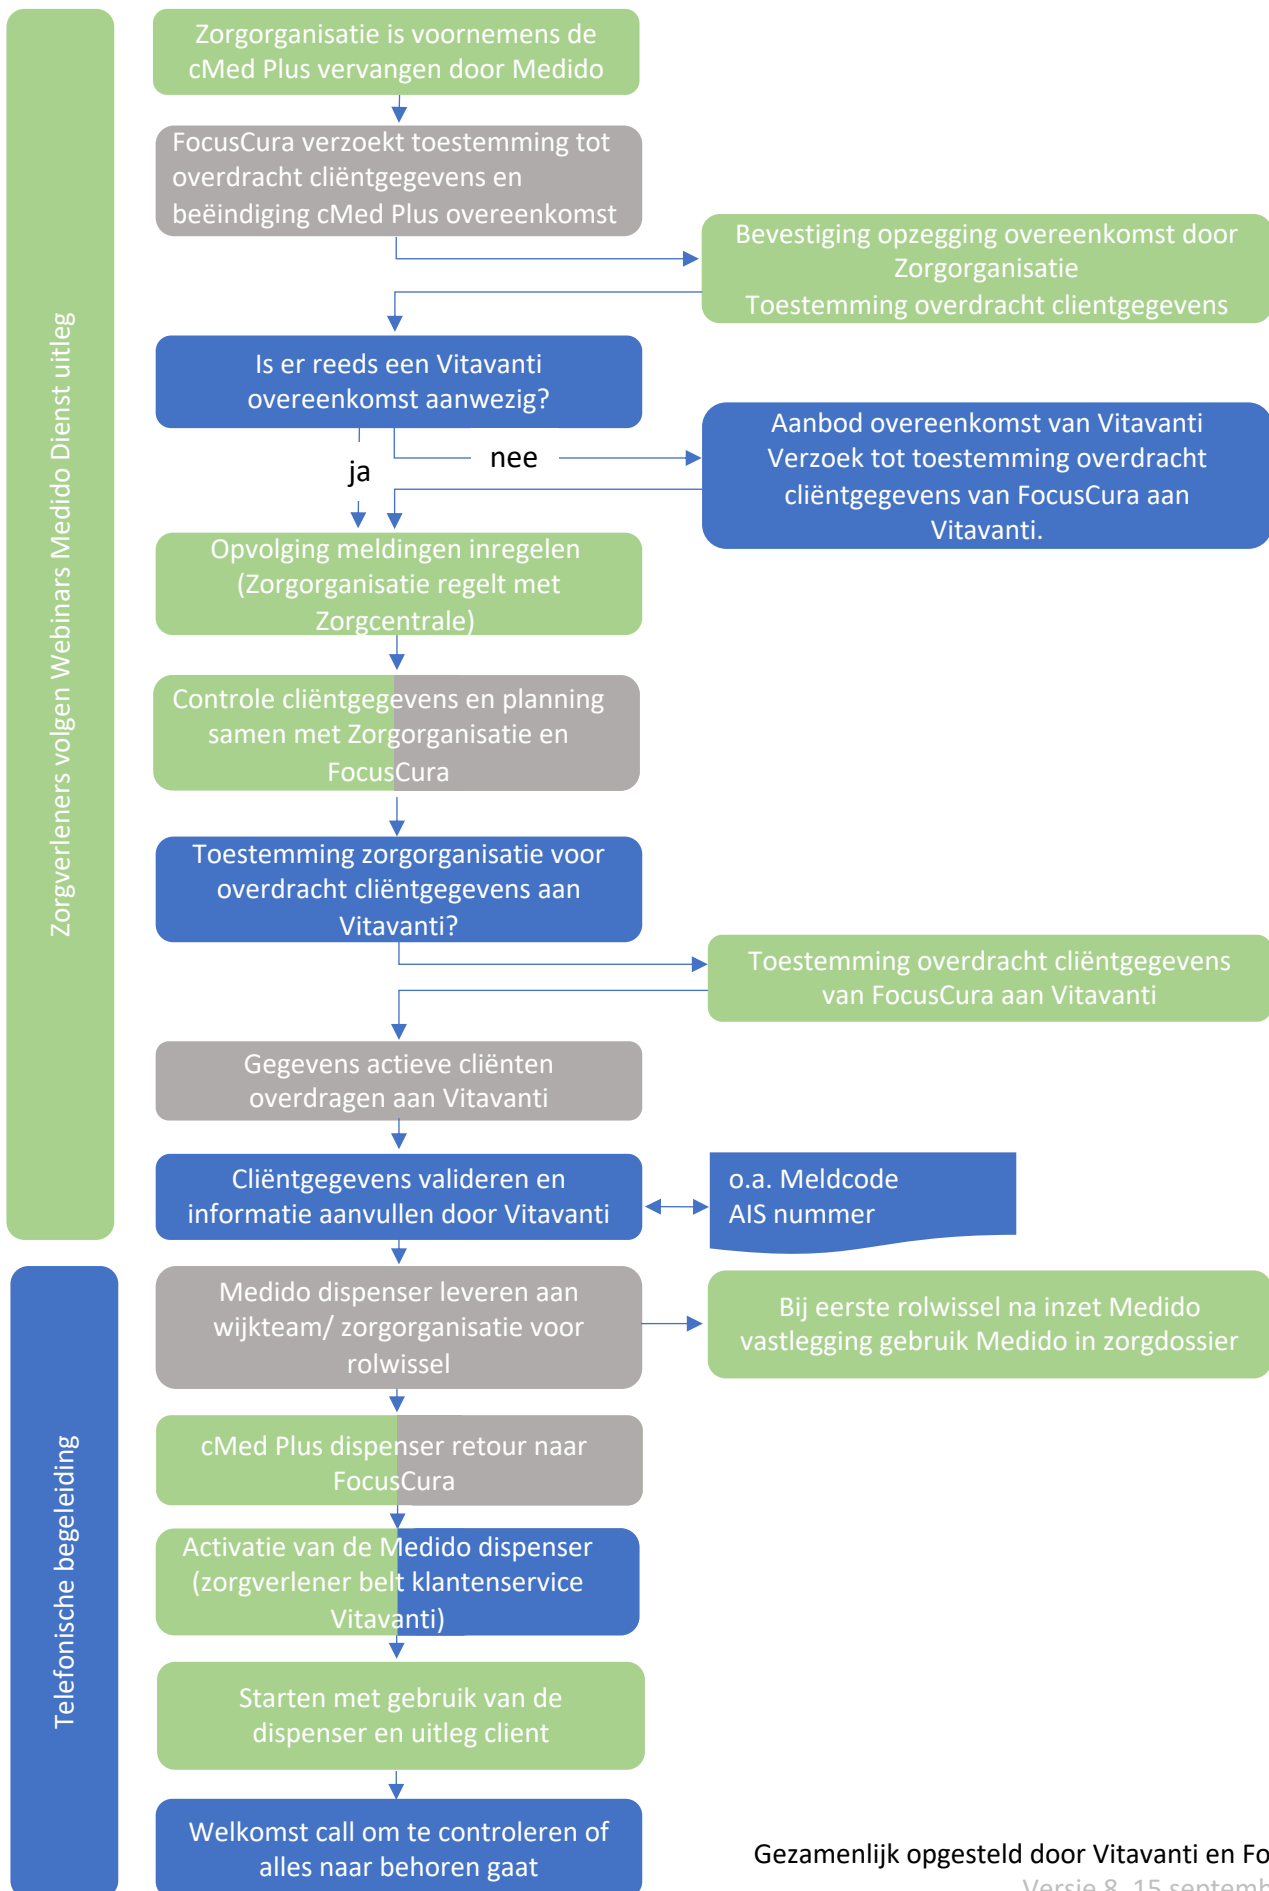 Zorgverleners volgen Webinars Medido Dienst uitleg
Zorgorganisatie is voornemens de
cMed Plus vervangen door Medido
FocusCura verzoekt toestemming tot
overdracht cliëntgegevens en
beëindiging cMed Plus overeenkomst
Bevestiging opzegging overeenkomst door
Zorgorganisatie
Toestemming overdracht clientgegevens
Is er reeds een Vitavanti
overeenkomst aanwezig?
ja
nee
Aanbod overeenkomst van Vitavanti
Verzoek tot toestemming overdracht
cliëntgegevens van FocusCura aan
Vitavanti.
Opvolging meldingen inregelen
(Zorgorganisatie regelt met
Zorgcentrale)
Controle cliëntgegevens en planning
samen met Zorgorganisatie en
FocusCura
Toestemming zorgorganisatie voor
overdracht cliëntgegevens aan
Vitavanti?
Toestemming overdracht cliëntgegevens
van FocusCura aan Vitavanti
Gegevens actieve cliënten
overdragen aan Vitavanti
Cliëntgegevens valideren en
informatie aanvullen door Vitavanti
o.a. Meldcode
AIS nummer
Telefonische begeleiding
Medido dispenser leveren aan
wijkteam/ zorgorganisatie voor
rolwissel
Bij eerste rolwissel na inzet Medido
vastlegging gebruik Medido in zorgdossier
cMed Plus dispenser retour naar
FocusCura
Activatie van de Medido dispenser
(zorgverlener belt klantenservice
Vitavanti)
Starten met gebruik van de
dispenser en uitleg client
Welkomst call om te controleren of
alles naar behoren gaat
Gezamenlijk opgesteld door Vitavanti en Fo
Versie 8, 15 septemb